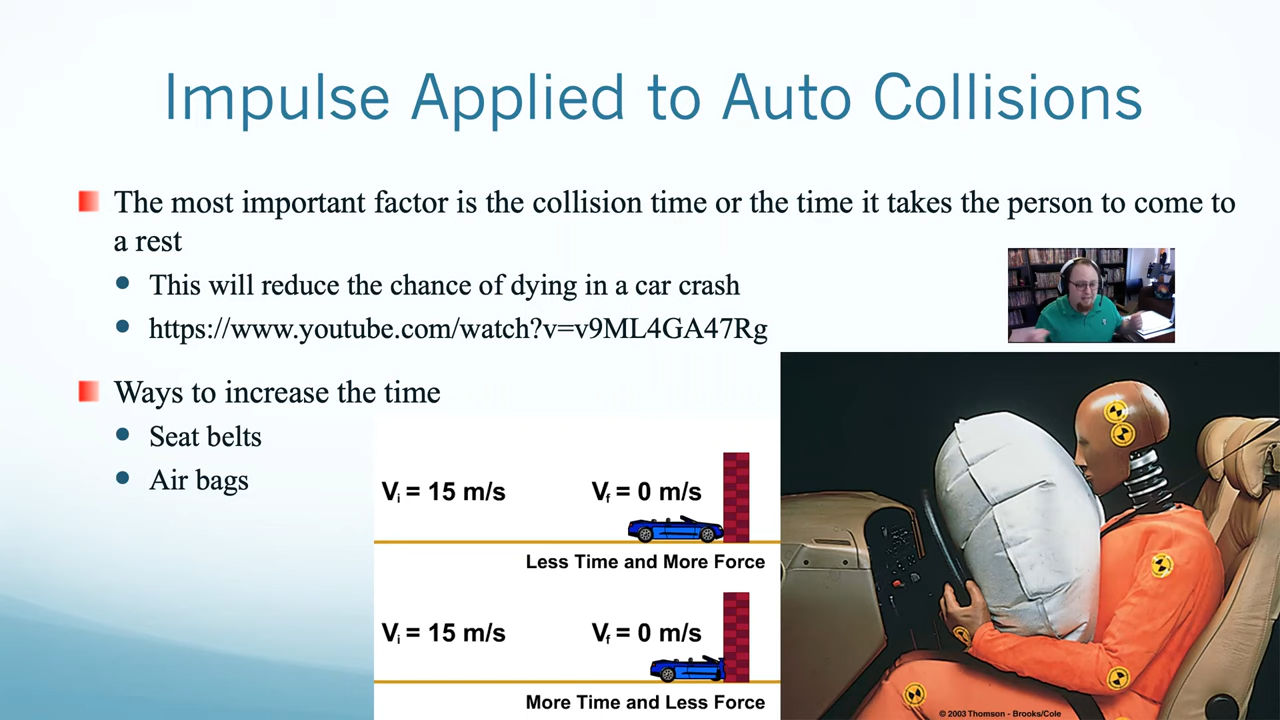 Impulse Applied to Auto Collisions
The most important factor is the collision time or the time it takes the person to come to
a rest
This will reduce the chance of dying in a car crash
https://www.youtube.com/watch?v=v9ML4GA47Rg
Ways to increase the time
Seat belts
Air bags
Vi = 15 m/s
Vf = 0 m/s
Less Time and More Force
Vi = 15 m/s
Vf = 0 m/s
More Time and Less Force
© 2003 Thomson - Brooks/Cole